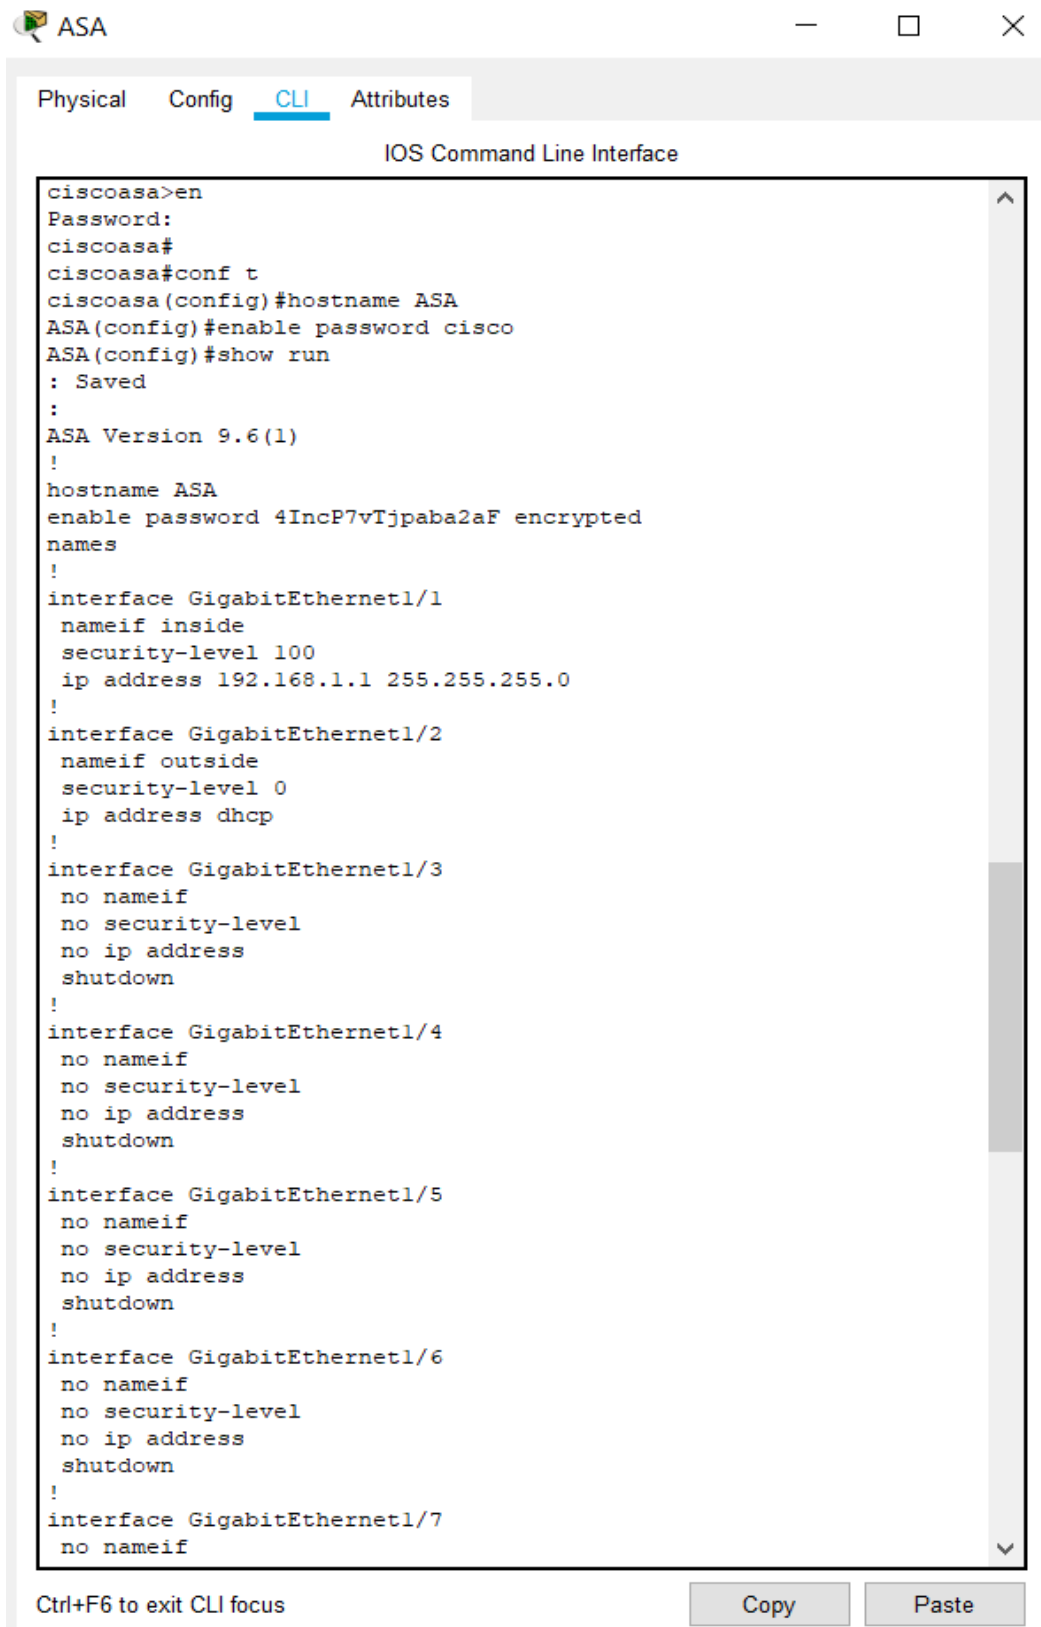 ASA
Physical Config CLI Attributes
IOS Command Line Interface
ciscoasa>en
Password:
ciscoasa#
ciscoasa#conf t
ciscoasa(config)#hostname ASA
ASA(config)#enable password cisco
ASA(config)#show run
: Saved
:
ASA Version 9.6(1)
!
hostname ASA
enable password 4IncP7vTjpaba2aF encrypted
names
!
interface GigabitEthernet1/1
 nameif inside
 security-level 100
 ip address 192.168.1.1 255.255.255.0
!
interface GigabitEthernet1/2
 nameif outside
 security-level 0
 ip address dhcp
!
interface GigabitEthernet1/3
 no nameif
 no security-level
 no ip address
 shutdown
!
interface GigabitEthernet1/4
 no nameif
 no security-level
 no ip address
 shutdown
!
interface GigabitEthernet1/5
 no nameif
 no security-level
 no ip address
 shutdown
!
interface GigabitEthernet1/6
 no nameif
 no security-level
 no ip address
 shutdown
!
interface GigabitEthernet1/7
 no nameif
Ctrl+F6 to exit CLI focus
Copy Paste